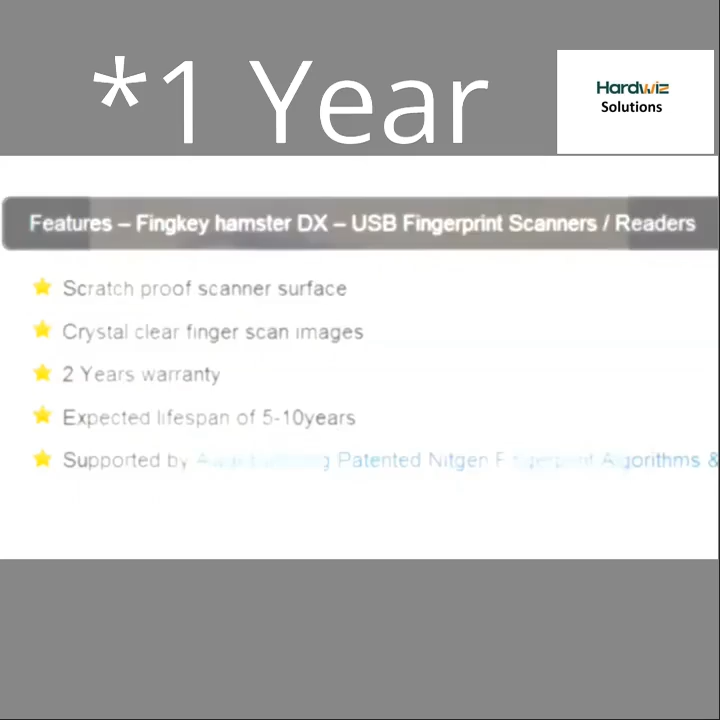 *1 Year
Hardwiz
Solutions
Features – Fingkey hamster DX – USB Fingerprint Scanners / Readers
Scratch proof scanner surface
Crystal clear finger scan images
2 Years warranty
Expected lifespan of 5-10years
Supported by Patented Nitgen Fingerprint Algorithms &